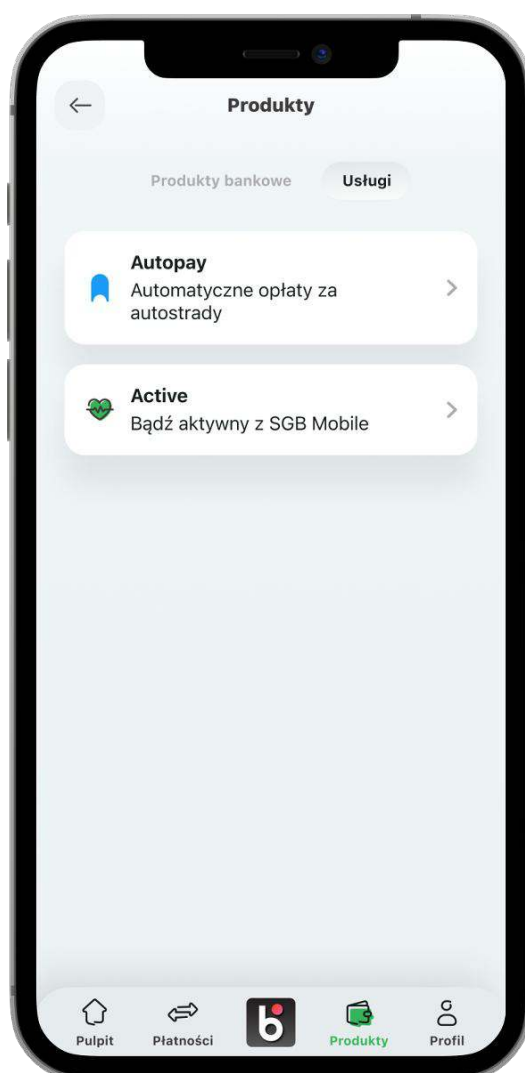 Produkty
Produkty bankowe Usługi
Autopay
Automatyczne opłaty za
autostrady
Active
Bądź aktywny z SGB Mobile
Pulpit Płatności Produkty Profil